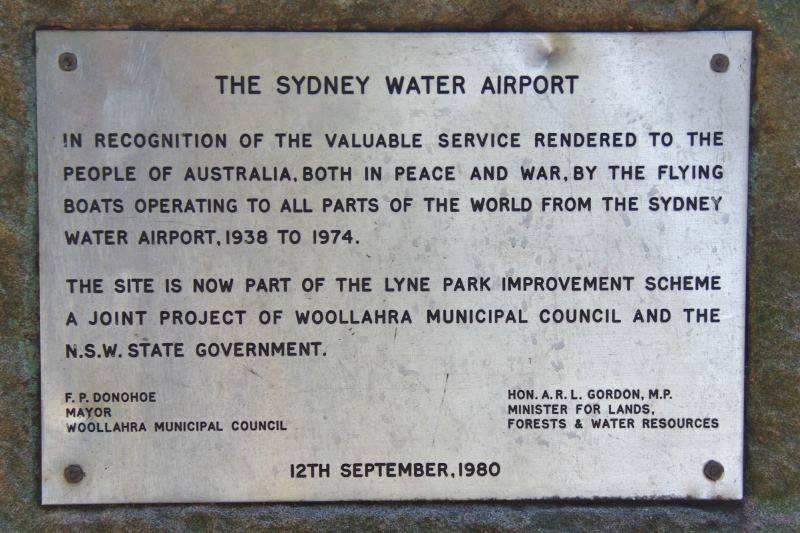 THE SYDNEY WATER AIRPORT
IN RECOGNITION OF THE VALUABLE SERVICE RENDERED TO THE
PEOPLE OF AUSTRALIA, BOTH IN PEACE AND WAR, BY THE FLYING
BOATS OPERATING TO ALL PARTS OF THE WORLD FROM THE SYDNEY
WATER AIRPORT, 1938 TO 1974.
THE SITE IS NOW PART OF THE LYNE PARK IMPROVEMENT SCHEME
A JOINT PROJECT OF WOOLLAHRA MUNICIPAL COUNCIL AND THE
N.S.W. STATE GOVERNMENT.
F. P. DONOHOE
MAYOR
WOOLLAHRA MUNICIPAL COUNCIL
HON. A.R.L. GORDON, M.P.
MINISTER FOR LANDS,
FORESTS & WATER RESOURCES
12TH SEPTEMBER, 1980